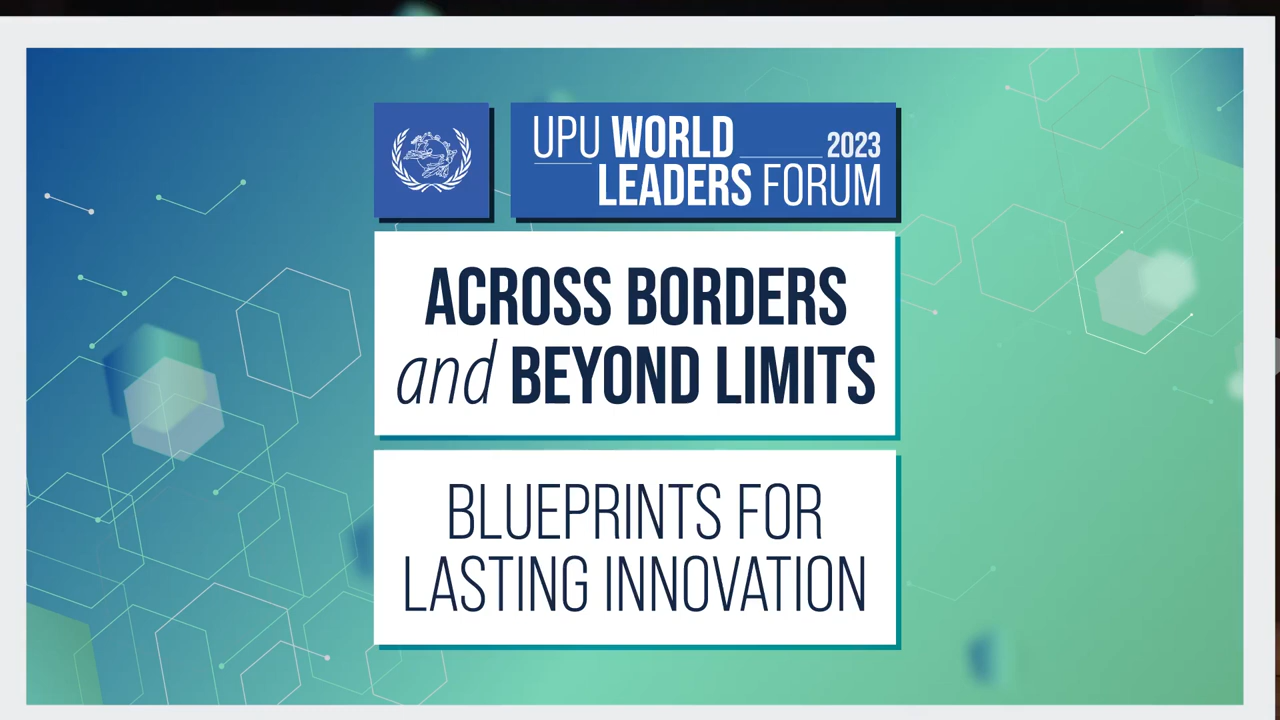 UPU WORLD 2023
LEADERS FORUM
ACROSS BORDERS
and BEYOND LIMITS
BLUEPRINTS FOR
LASTING INNOVATION